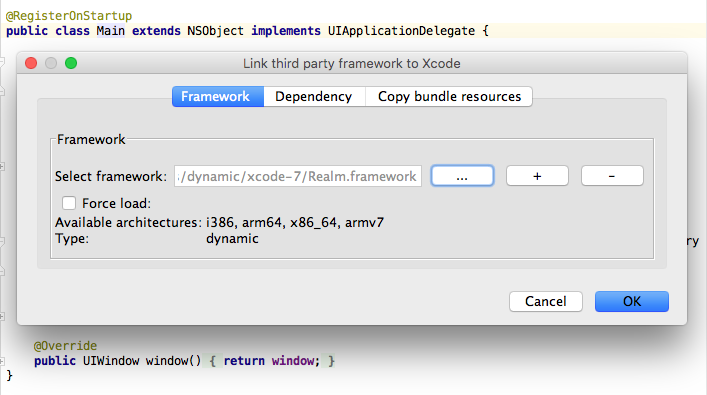 @RegisterOnStartup
public class Main extends NSObject implements UIApplicationDelegate {
Link third party framework to Xcode
Framework Dependency Copy bundle resources
Framework
Select framework: /dynamic/xcode-7/Realm.framework ... + -
Force load:
Available architectures: i386, arm64, x86_64, armv7
ry
Type: dynamic
Cancel OK
@Override
public UIWindow window() { return window; }
}